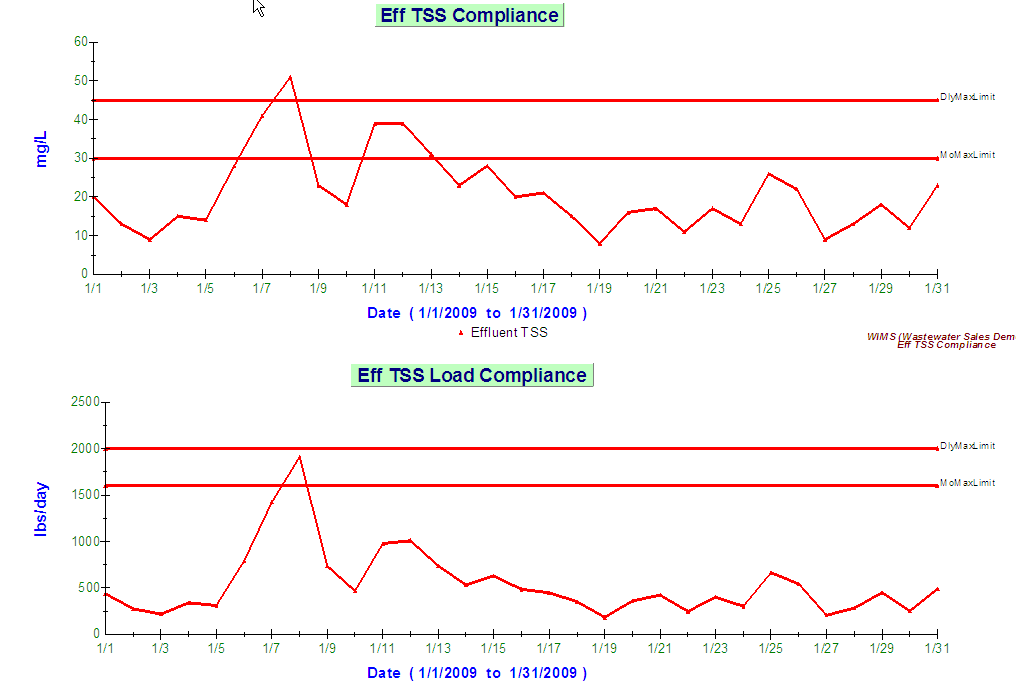 Eff TSS Compliance
60
50
40
30
20
10
0
mg/L
DlyMaxLimit
MoMaxLimit
1/1 1/3 1/5 1/7 1/9 1/11 1/13 1/15 1/17 1/19 1/21 1/23 1/25 1/27 1/29 1/31
Date ( 1/1/2009 to 1/31/2009 )
Effluent TSS
WIMS (Wastewater Sales Dem
Eff TSS Compliance
Eff TSS Load Compliance
2500
2000
1500
1000
500
0
lbs/day
DlyMaxLimit
MoMaxLimit
1/1 1/3 1/5 1/7 1/9 1/11 1/13 1/15 1/17 1/19 1/21 1/23 1/25 1/27 1/29 1/31
Date ( 1/1/2009 to 1/31/2009 )